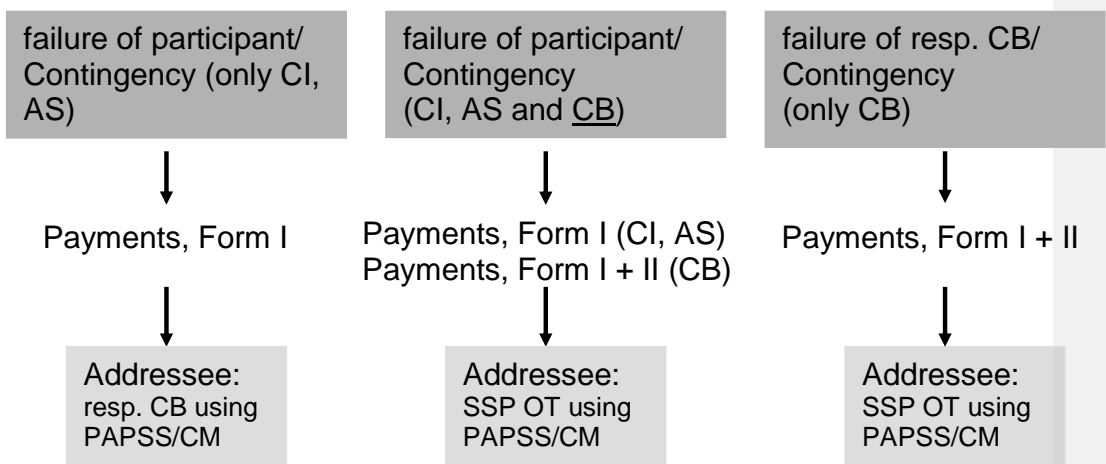 failure of participant/
Contingency (only CI,
AS)
Payments, Form I
Addressee:
resp. CB using
PAPSS/CM
failure of participant/
Contingency
(CI, AS and CB)
Payments, Form I (CI, AS)
Payments, Form I + II (CB)
Addressee:
SSP OT using
PAPSS/CM
failure of resp. CB/
Contingency
(only CB)
Payments, Form I + II
Addressee:
SSP OT using
PAPSS/CM